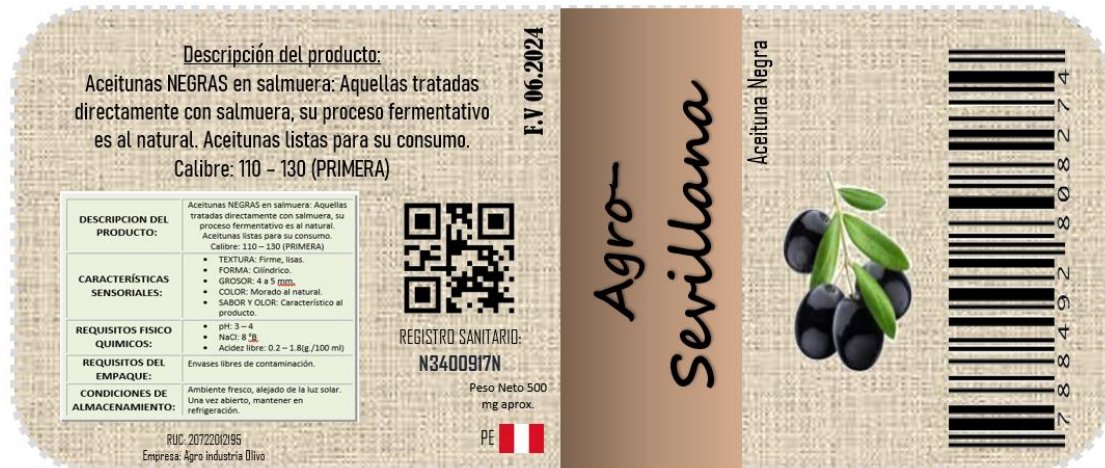 Descripción del producto:
Aceitunas NEGRAS en salmuera: Aquellas tratadas
directamente con salmuera, su proceso fermentativo
es al natural. Aceitunas listas para su consumo.
Calibre: 110 – 130 (PRIMERA)
F.V 06.2024
DESCRIPCION DEL
PRODUCTO:
Aceitunas NEGRAS en salmuera: Aquellas
tratadas directamente con salmuera, su
proceso fermentativo es al natural.
Aceitunas listas para su consumo.
Calibre: 110 – 130 (PRIMERA)
CARACTERÍSTICAS
SENSORIALES:
• TEXTURA: Firme, lisas.
• FORMA: Cilíndrico.
• GROSOR: 4 a 5 mm.
• COLOR: Morado al natural.
• SABOR Y OLOR: Característico al
producto.
REQUISITOS FISICO
QUIMICOS:
• pH: 3 – 4
• NaCl: 8 °B
• Acidez libre: 0.2 – 1.8(g./100 ml)
REQUISITOS DEL
EMPAQUE:
Envases libres de contaminación.
CONDICIONES DE
ALMACENAMIENTO:
Ambiente fresco, alejado de la luz solar.
Una vez abierto, mantener en
refrigeración.
RUC: 20722012195
Empresa: Agro industria Olivo
REGISTRO SANITARIO:
N3400917N
Peso Neto 500
mg aprox.
PE
Agro
Sevillana
Aceituna Negra
7884928082274